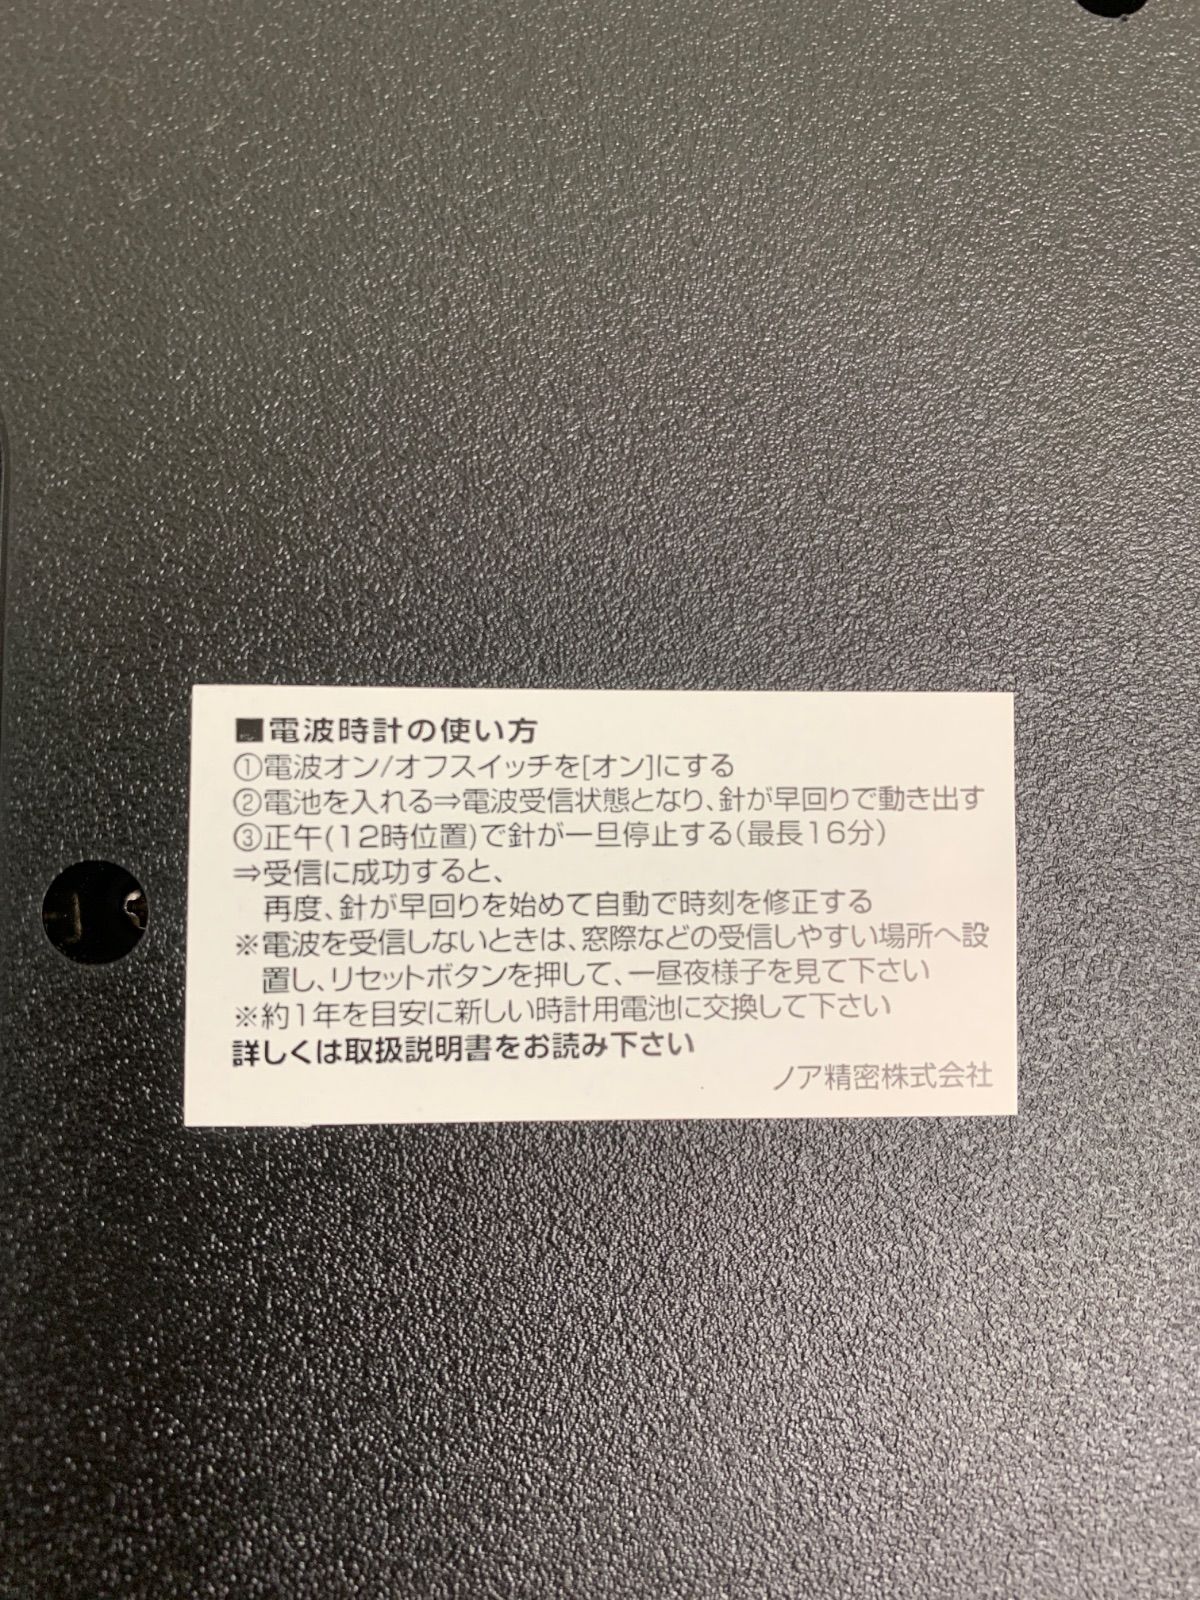 ■電波時計の使い方
①電波オン/オフスイッチを[オン]にする
②電池を入れる⇒電波受信状態となり、針が早回りで動き出す
③正午(12時位置)で針が一旦停止する(最長16分)
⇒受信に成功すると、
再度、針が早回りを始めて自動で時刻を修正する
※電波を受信しないときは、窓際などの受信しやすい場所へ設
置し、リセットボタンを押して、一昼夜様子を見て下さい
※約1年を目安に新しい時計用電池に交換して下さい
詳しくは取扱説明書をお読み下さい
ノア精密株式会社